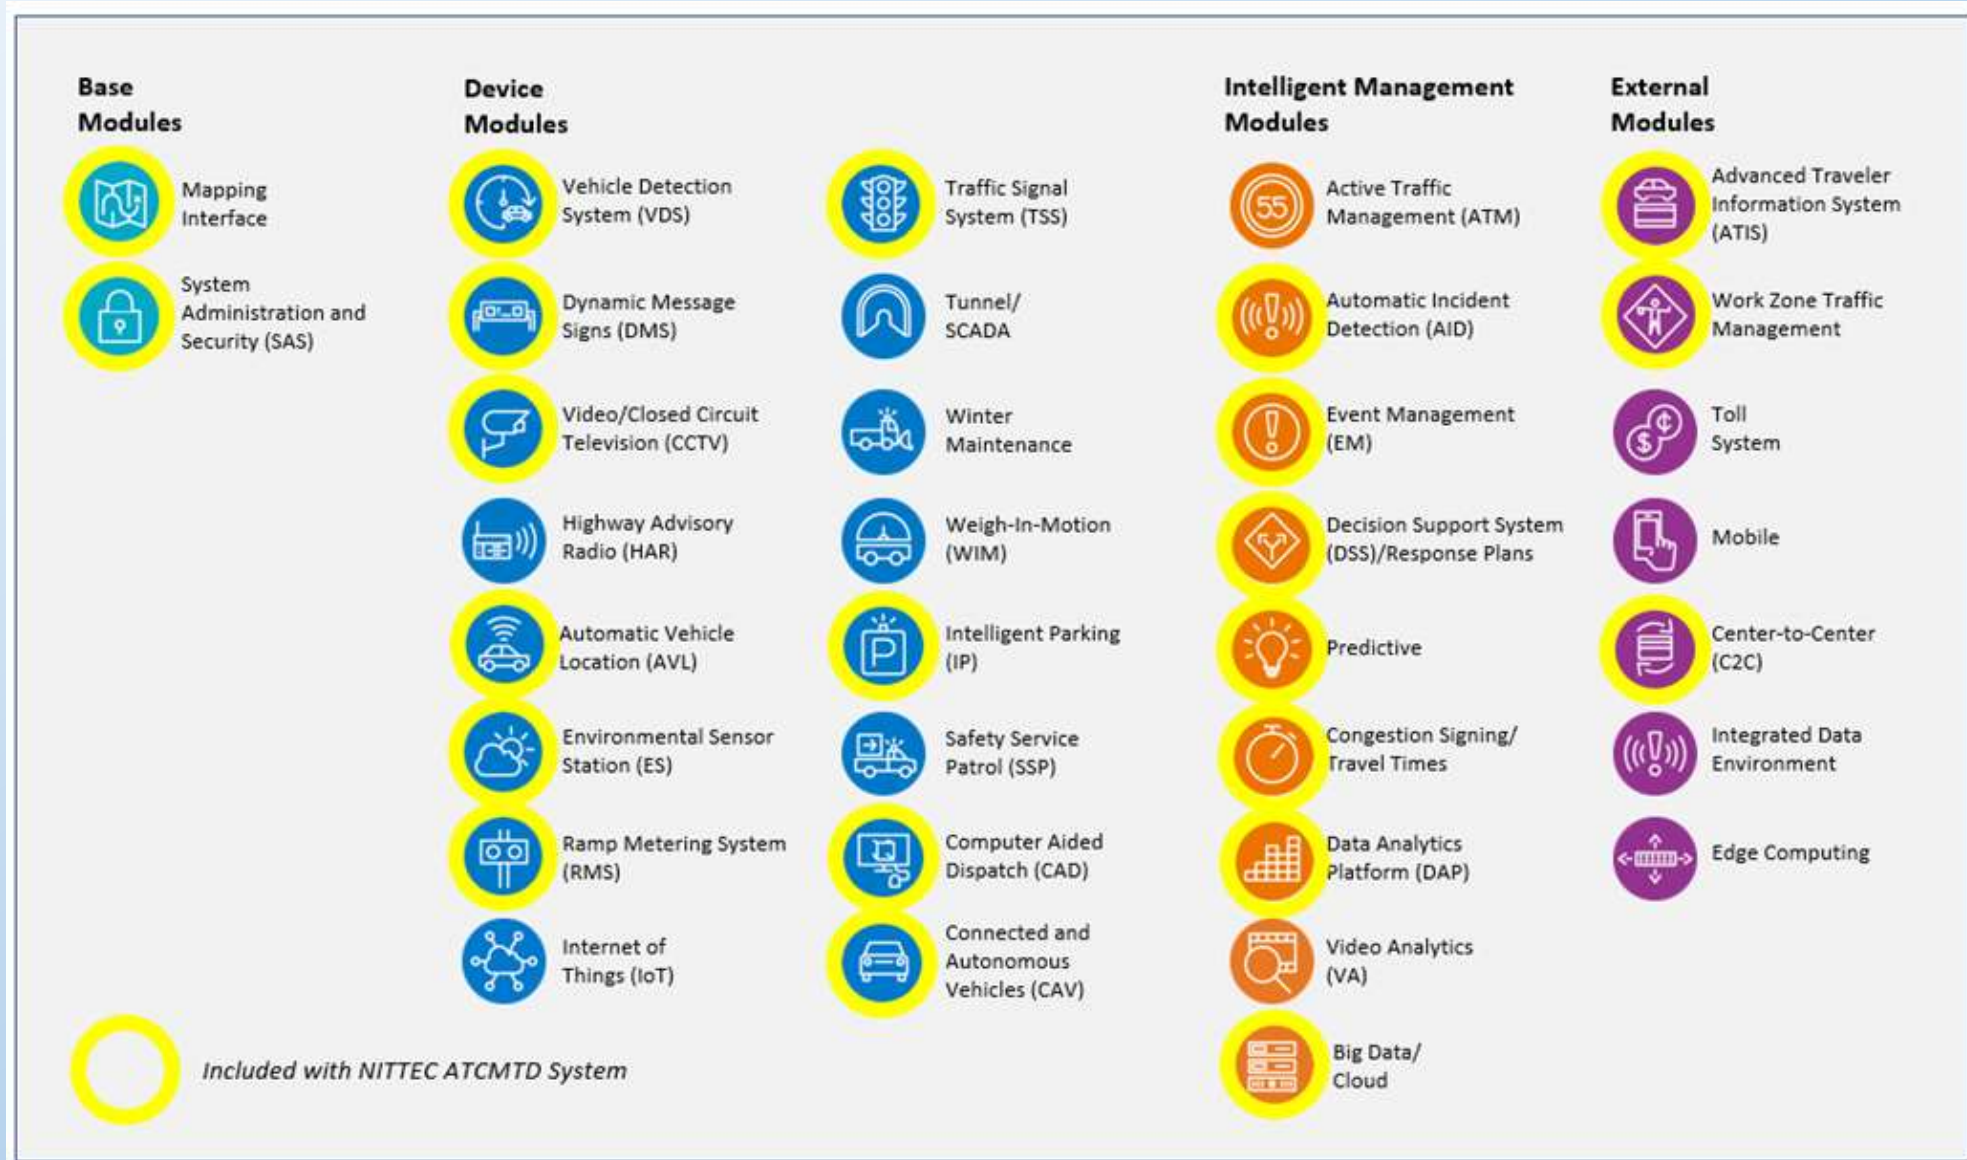 Base
Modules
Mapping
Interface
System
Administration and
Security (SAS)
Device
Modules
Vehicle Detection
System (VDS)
Dynamic Message
Signs (DMS)
Video/Closed Circuit
Television (CCTV)
Highway Advisory
Radio (HAR)
Automatic Vehicle
Location (AVL)
Environmental Sensor
Station (ES)
Ramp Metering System
(RMS)
Internet of
Things (IoT)
Traffic Signal
System (TSS)
Tunnel/
SCADA
Winter
Maintenance
Weigh-In-Motion
(WIM)
P
Intelligent Parking
(IP)
Safety Service
Patrol (SSP)
Computer Aided
Dispatch (CAD)
Connected and
Autonomous
Vehicles (CAV)
Intelligent Management
Modules
55
Active Traffic
Management (ATM)
Automatic Incident
Detection (AID)
Event Management
(EM)
Decision Support System
(DSS)/Response Plans
Predictive
Congestion Signing/
Travel Times
Data Analytics
Platform (DAP)
Video Analytics
(VA)
Big Data/
Cloud
External
Modules
Advanced Traveler
Information System
(ATIS)
Work Zone Traffic
Management
$ ¢
Toll
System
Mobile
Center-to-Center
(C2C)
Integrated Data
Environment
Edge Computing
Included with NITTEC ATCMTD System